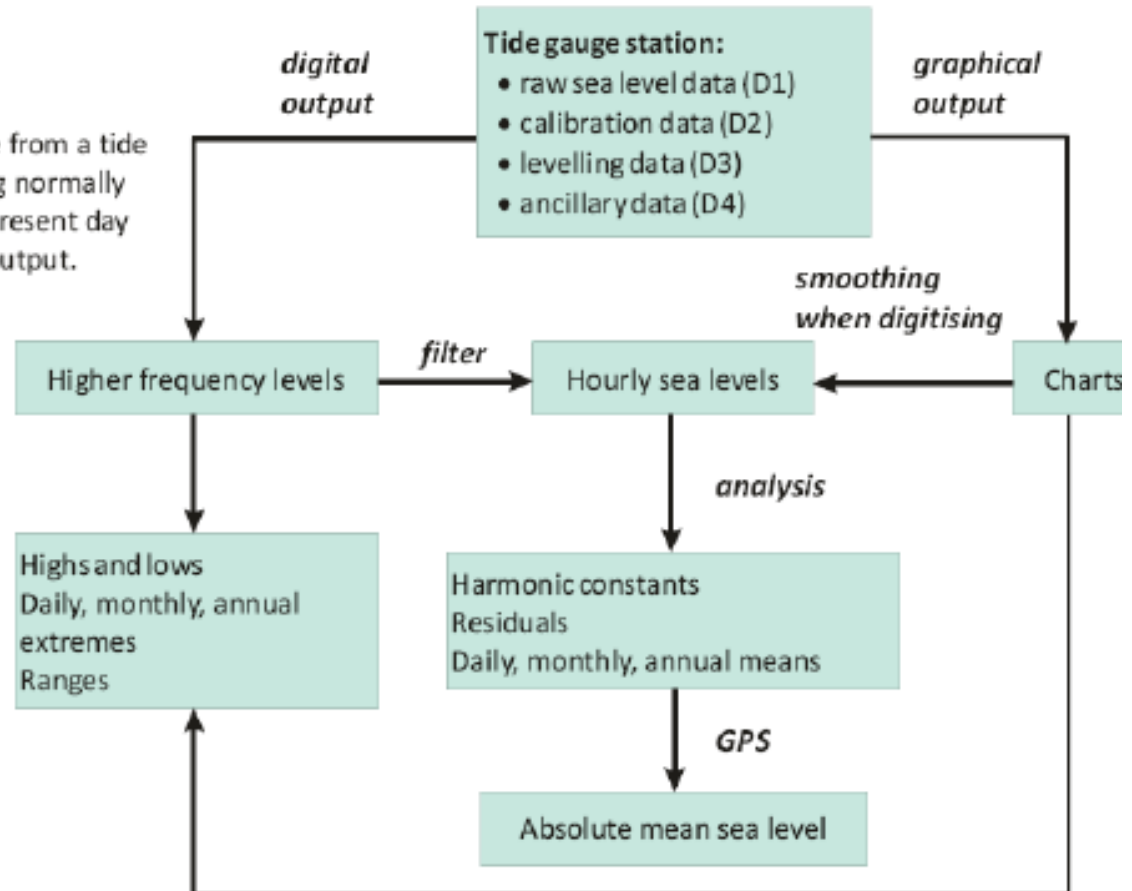 digital
output
Tide gauge station:
• raw sea level data (D1)
• calibration data (D2)
• levelling data (D3)
• ancillary data (D4)
graphical
output
from a tide
normally
resent day
utput.
smoothing
when digitising
Higher frequency levels
filter
Hourly sea levels
Charts
analysis
Highs and lows
Daily, monthly, annual
extremes
Ranges
Harmonic constants
Residuals
Daily, monthly, annual means
GPS
Absolute mean sea level